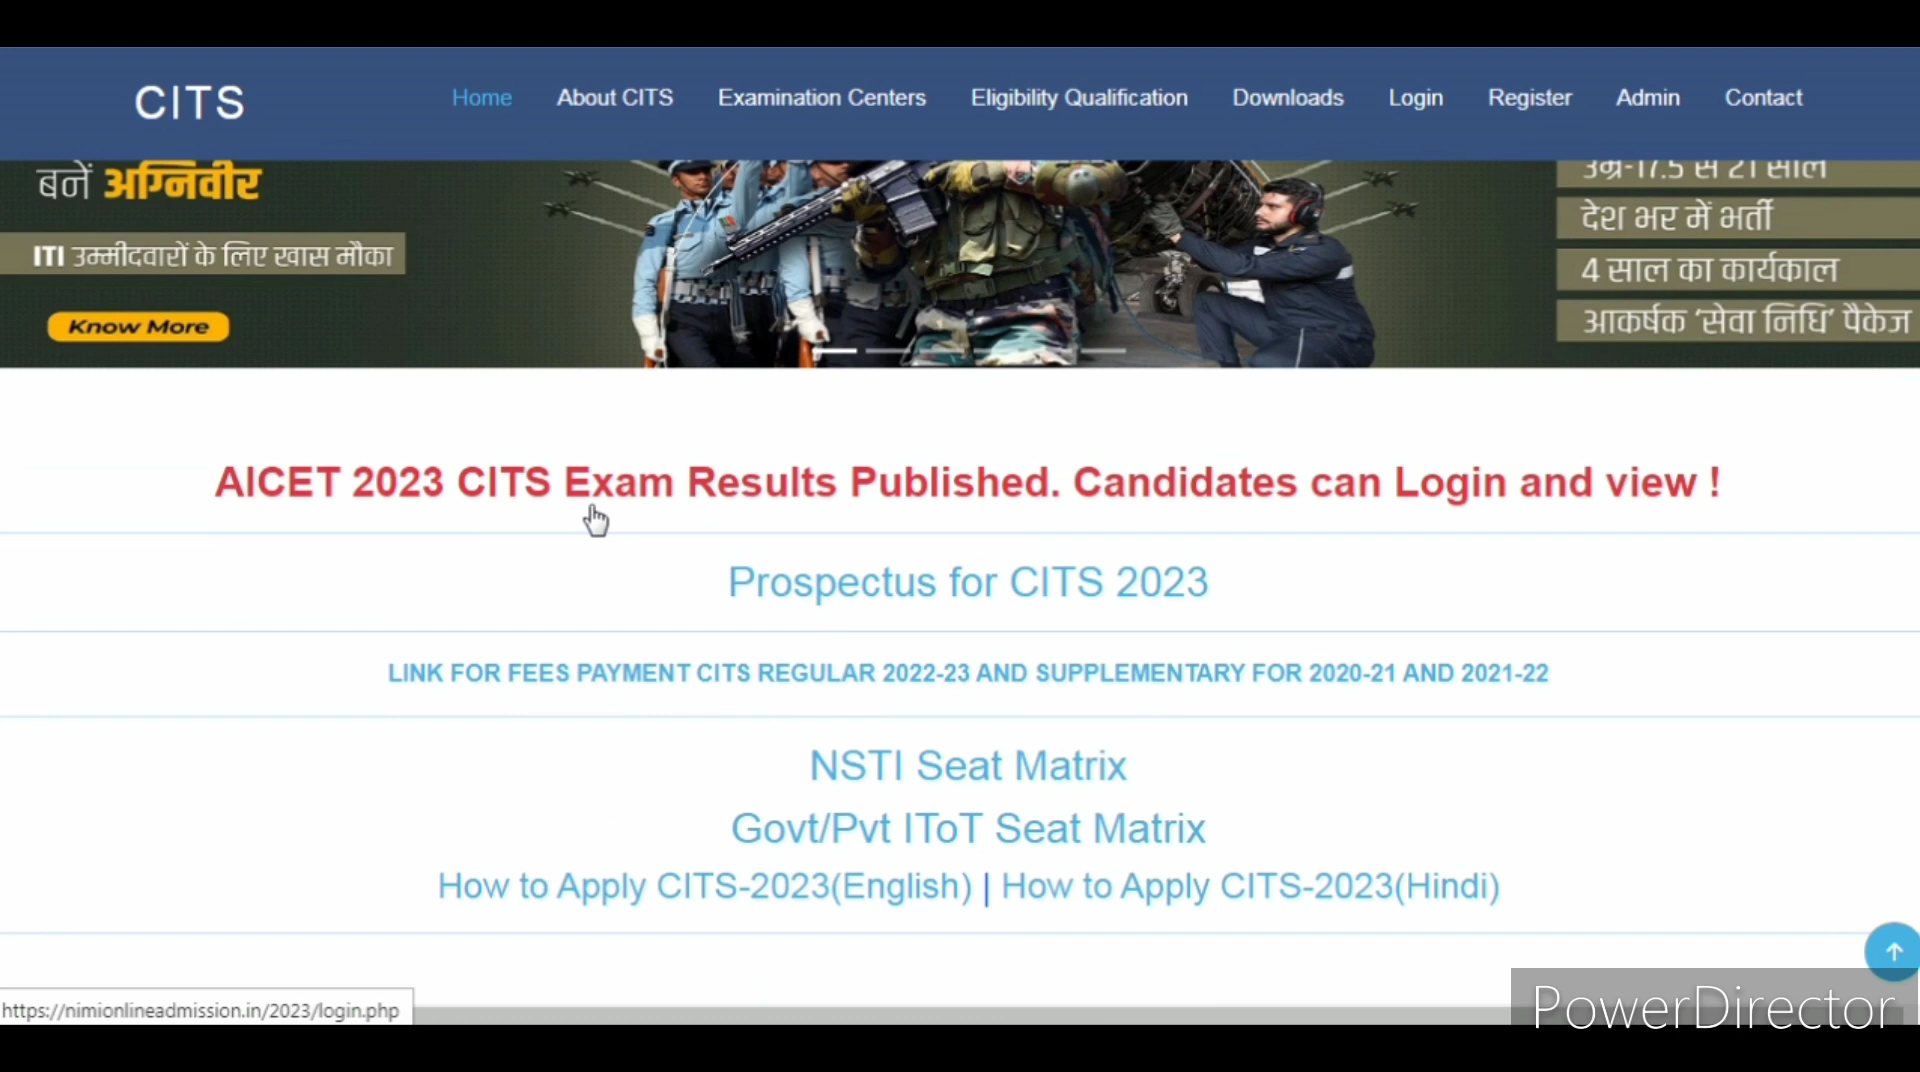 CITS
Home About CITS Examination Centers Eligibility Qualification Downloads Login Register Admin Contact
बनें अग्निवीर
ITI उम्मीदवारों के लिए खास मौका
Know More
उम्र-17.5 से 21 साल
देश भर में भर्ती
4 साल का कार्यकाल
आकर्षक ‘सेवा निधि’ पैकेज
AICET 2023 CITS Exam Results Published. Candidates can Login and view !
Prospectus for CITS 2023
LINK FOR FEES PAYMENT CITS REGULAR 2022-23 AND SUPPLEMENTARY FOR 2020-21 AND 2021-22
NSTI Seat Matrix
Govt/Pvt IToT Seat Matrix
How to Apply CITS-2023(English) | How to Apply CITS-2023(Hindi)
https://nimionlineadmission.in/2023/login.php
PowerDirector